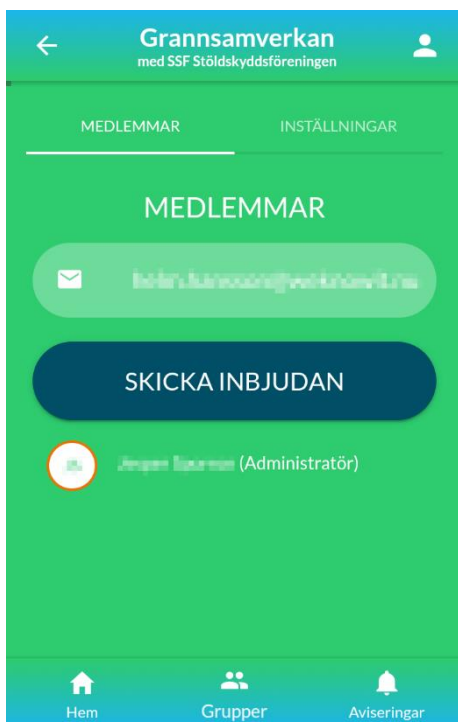 Grannsamverkan
med SSF Stöldskyddsföreningen
MEDLEMMAR
INSTÄLLNINGAR
MEDLEMMAR
SKICKA INBJUDAN
(Administratör)
Hem
Grupper
Aviseringar